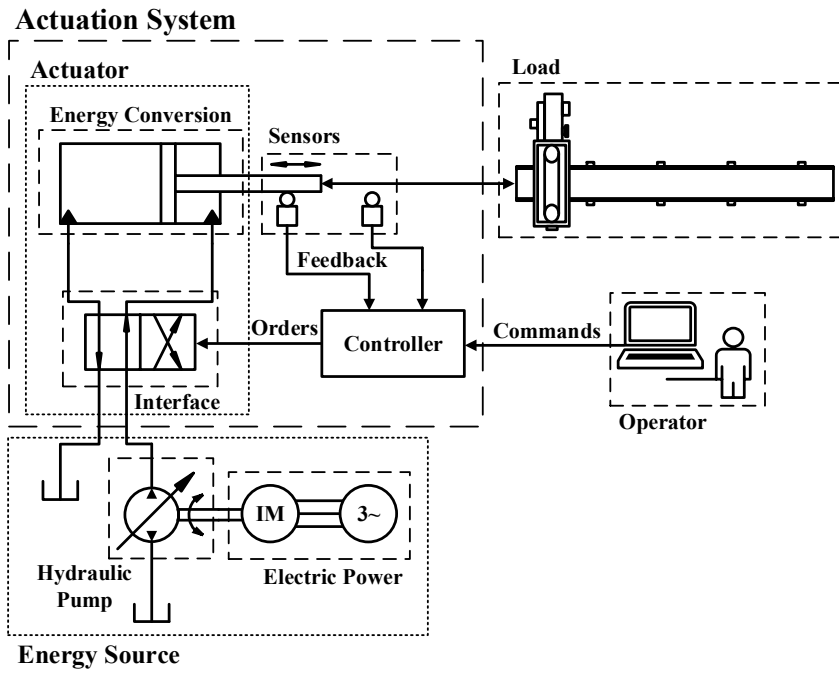 Actuation System
Actuator
Energy Conversion
Sensors
Load
Feedback
Orders
Controller
Commands
Interface
Operator
IM
3~
Hydraulic
Pump
Electric Power
Energy Source